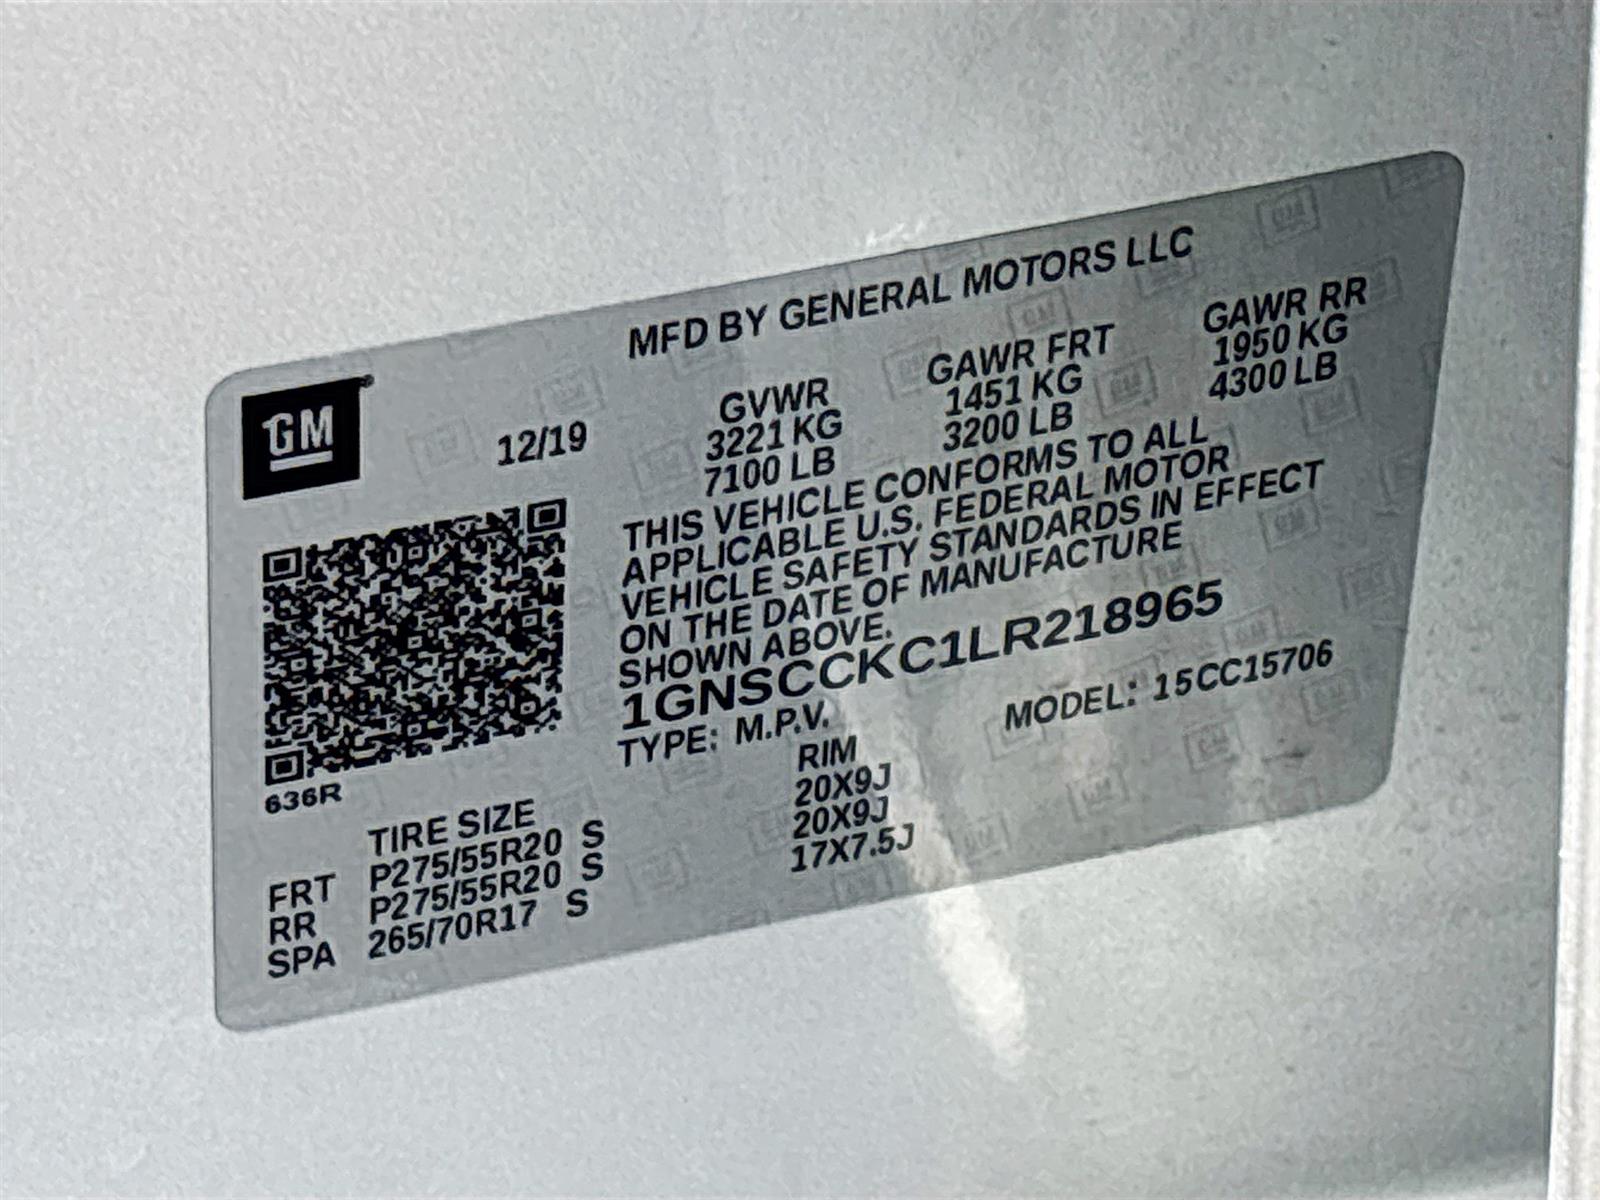 MFD BY GENERAL MOTORS LLC
GM
12/19
GVWR GAWR FRT GAWR RR
3221 KG 1451 KG 1950 KG
7100 LB 3200 LB 4300 LB
THIS VEHICLE CONFORMS TO ALL
APPLICABLE U.S. FEDERAL MOTOR
VEHICLE SAFETY STANDARDS IN EFFECT
ON THE DATE OF MANUFACTURE
SHOWN ABOVE.
1GNSCCKC1LR218965
TYPE: M.P.V. MODEL: 15CC15706
636R
TIRE SIZE RIM
FRT P275/55R20 S 20X9J
RR P275/55R20 S 20X9J
SPA 265/70R17 S 17X7.5J